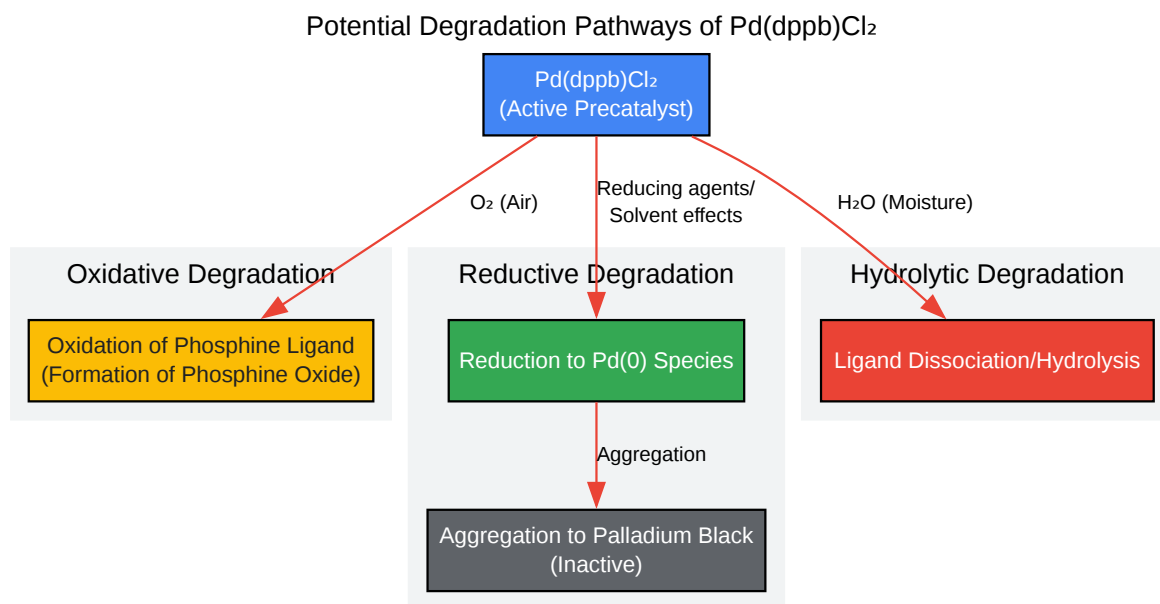 Potential Degradation Pathways of Pd(dppb)Cl₂
Pd(dppb)Cl₂
(Active Precatalyst)
O₂ (Air)
Reducing agents/
Solvent effects
H₂O (Moisture)
Oxidative Degradation
Reductive Degradation
Hydrolytic Degradation
Oxidation of Phosphine Ligand
(Formation of Phosphine Oxide)
Reduction to Pd(0) Species
Ligand Dissociation/Hydrolysis
Aggregation
Aggregation to Palladium Black
(Inactive)